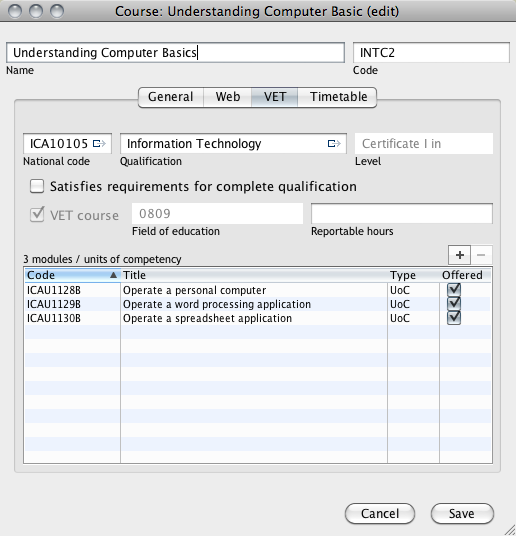 Course: Understanding Computer Basic (edit)
Understanding Computer Basics INTC2
Name Code
General Web VET Timetable
ICA10105 Information Technology Certificate I in
National code Qualification Level
Satisfies requirements for complete qualification
VET course 0809
Field of education Reportable hours
3 modules / units of competency + −
Code Title Type Offered
ICAU1128B Operate a personal computer UoC
ICAU1129B Operate a word processing application UoC
ICAU1130B Operate a spreadsheet application UoC
Cancel Save